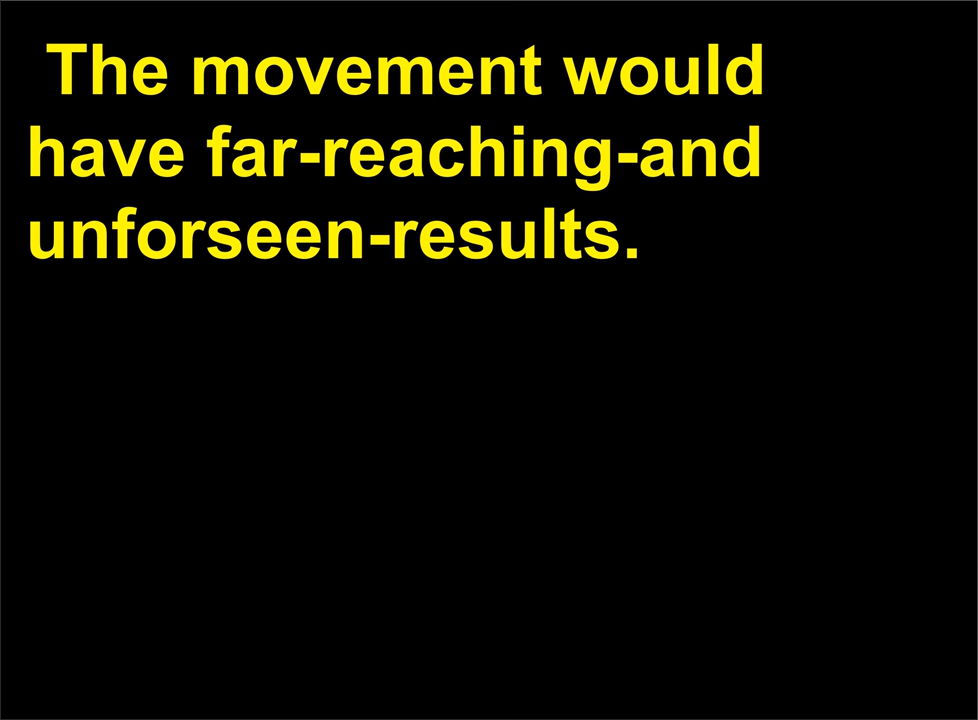 The movement would
have far-reaching-and
unforseen-results.